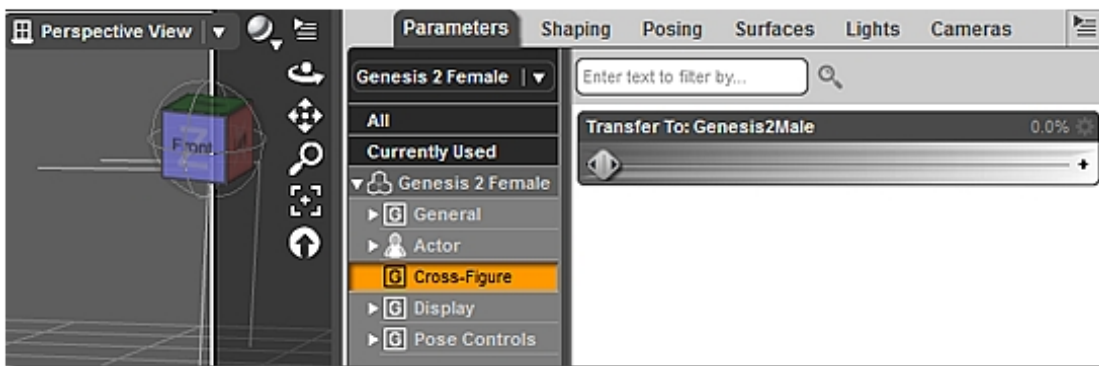 Perspective View
Front
Parameters
Shaping
Posing
Surfaces
Lights
Cameras
Genesis 2 Female
Enter text to filter by...
All
Currently Used
Genesis 2 Female
G General
Actor
G Cross-Figure
G Display
G Pose Controls
Transfer To: Genesis2Male
0.0%